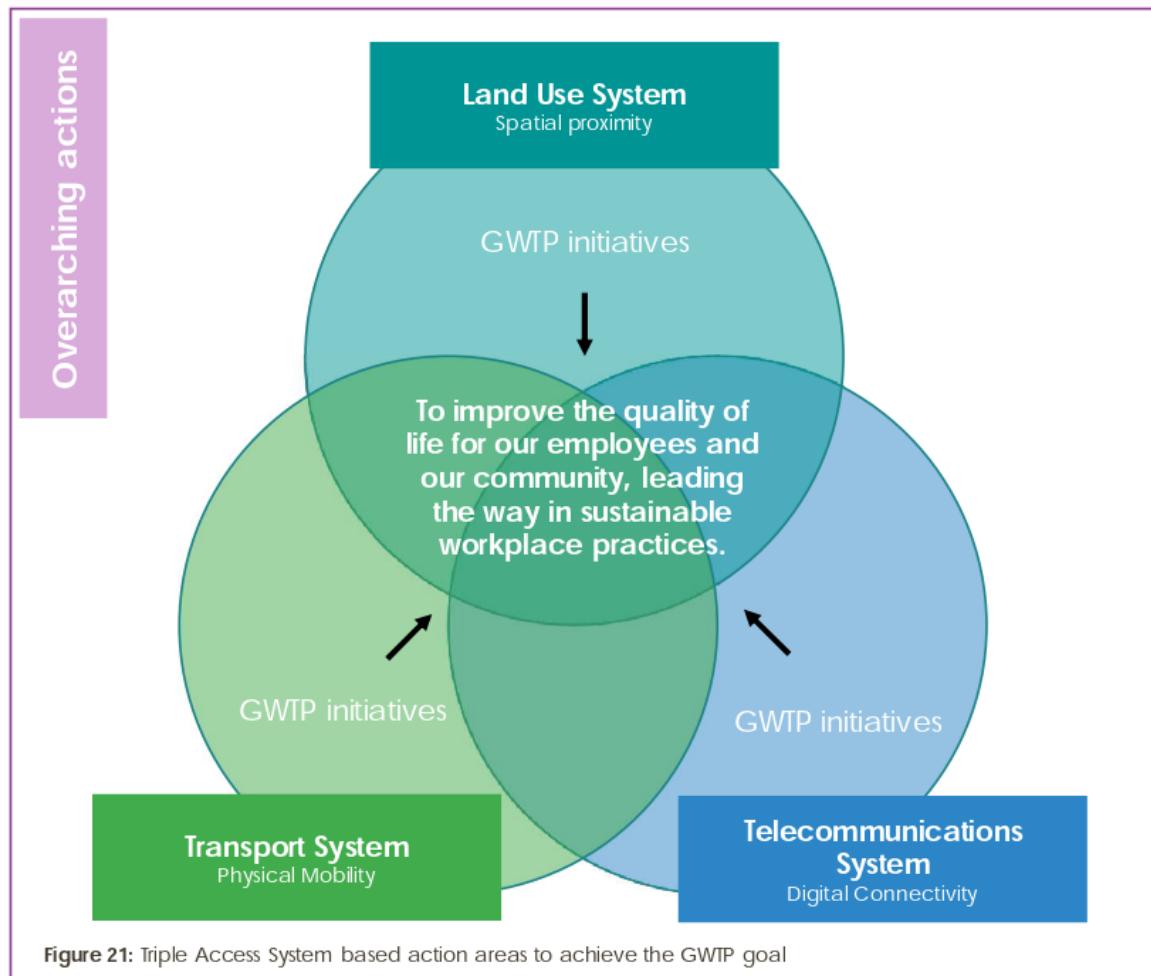 Overarching actions
Land Use System
Spatial proximity
GWTP initiatives
To improve the quality of
life for our employees and
our community, leading
the way in sustainable
workplace practices.
GWTP initiatives
GWTP initiatives
Transport System
Physical Mobility
Telecommunications
System
Digital Connectivity
Figure 21: Triple Access System based action areas to achieve the GWTP goal